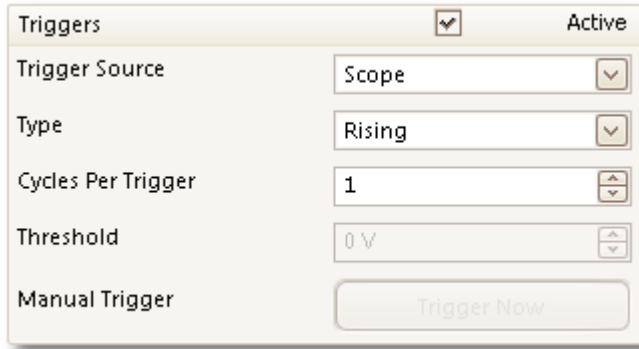 Triggers Active
Trigger Source Scope
Type Rising
Cycles Per Trigger 1
Threshold 0 V
Manual Trigger Trigger Now